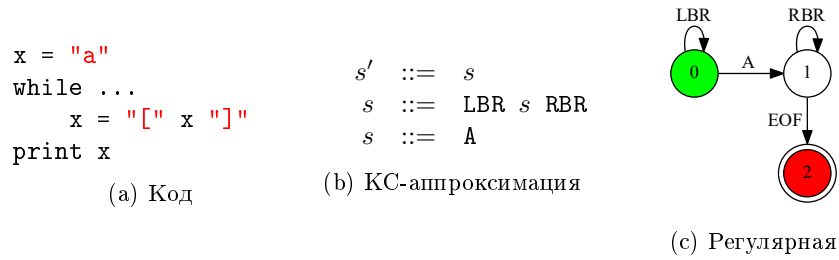 x = "a"
while ...
x = "[" x "]"
print x
(a) Код
s′ ::= s
s ::= LBR s RBR
s ::= A
(b) КС-аппроксимация
LBR RBR
0 A 1
EOF
2
(c) Регулярная